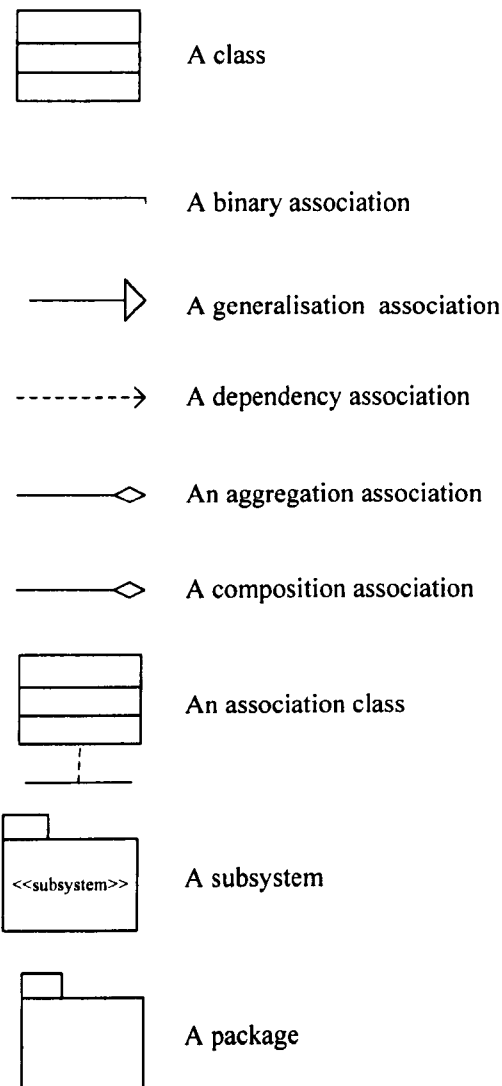 A class
A binary association
A generalisation association
A dependency association
An aggregation association
A composition association
An association class
<<subsystem>>
A subsystem
A package